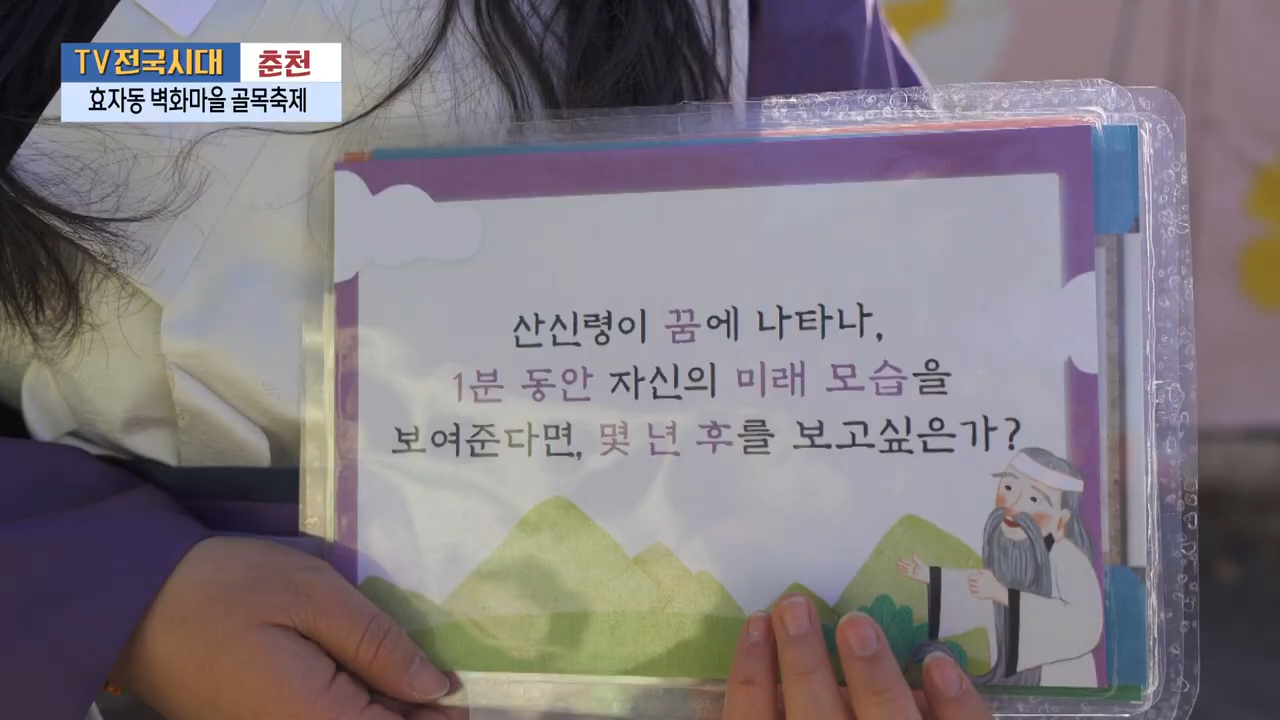 TV전국시대 춘천
효자동 벽화마을 골목축제
산신령이 꿈에 나타나,
1분 동안 자신의 미래 모습을
보여준다면, 몇 년 후를 보고싶은가?